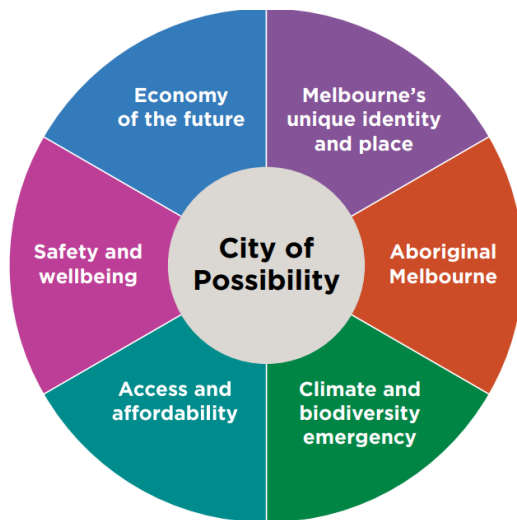 Economy
of the future
Melbourne's
unique identity
and place
Safety and
wellbeing
City of
Possibility
Aboriginal
Melbourne
Access and
affordability
Climate and
biodiversity
emergency